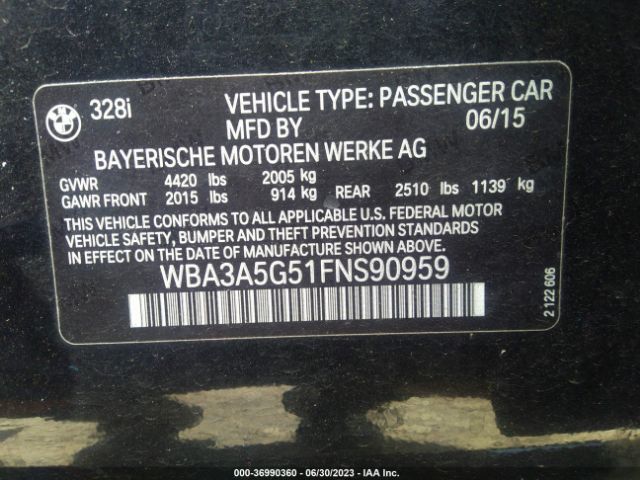 BMW
328i
VEHICLE TYPE: PASSENGER CAR
MFD BY 06/15
BAYERISCHE MOTOREN WERKE AG
GVWR 4420 lbs 2005 kg
GAWR FRONT 2015 lbs 914 kg REAR 2510 lbs 1139 kg
THIS VEHICLE CONFORMS TO ALL APPLICABLE U.S. FEDERAL MOTOR
VEHICLE SAFETY, BUMPER AND THEFT PREVENTION STANDARDS
IN EFFECT ON THE DATE OF MANUFACTURE SHOWN ABOVE.
WBA3A5G51FNS90959
2 122 606
000-36990360 - 06/30/2023 - IAA Inc.